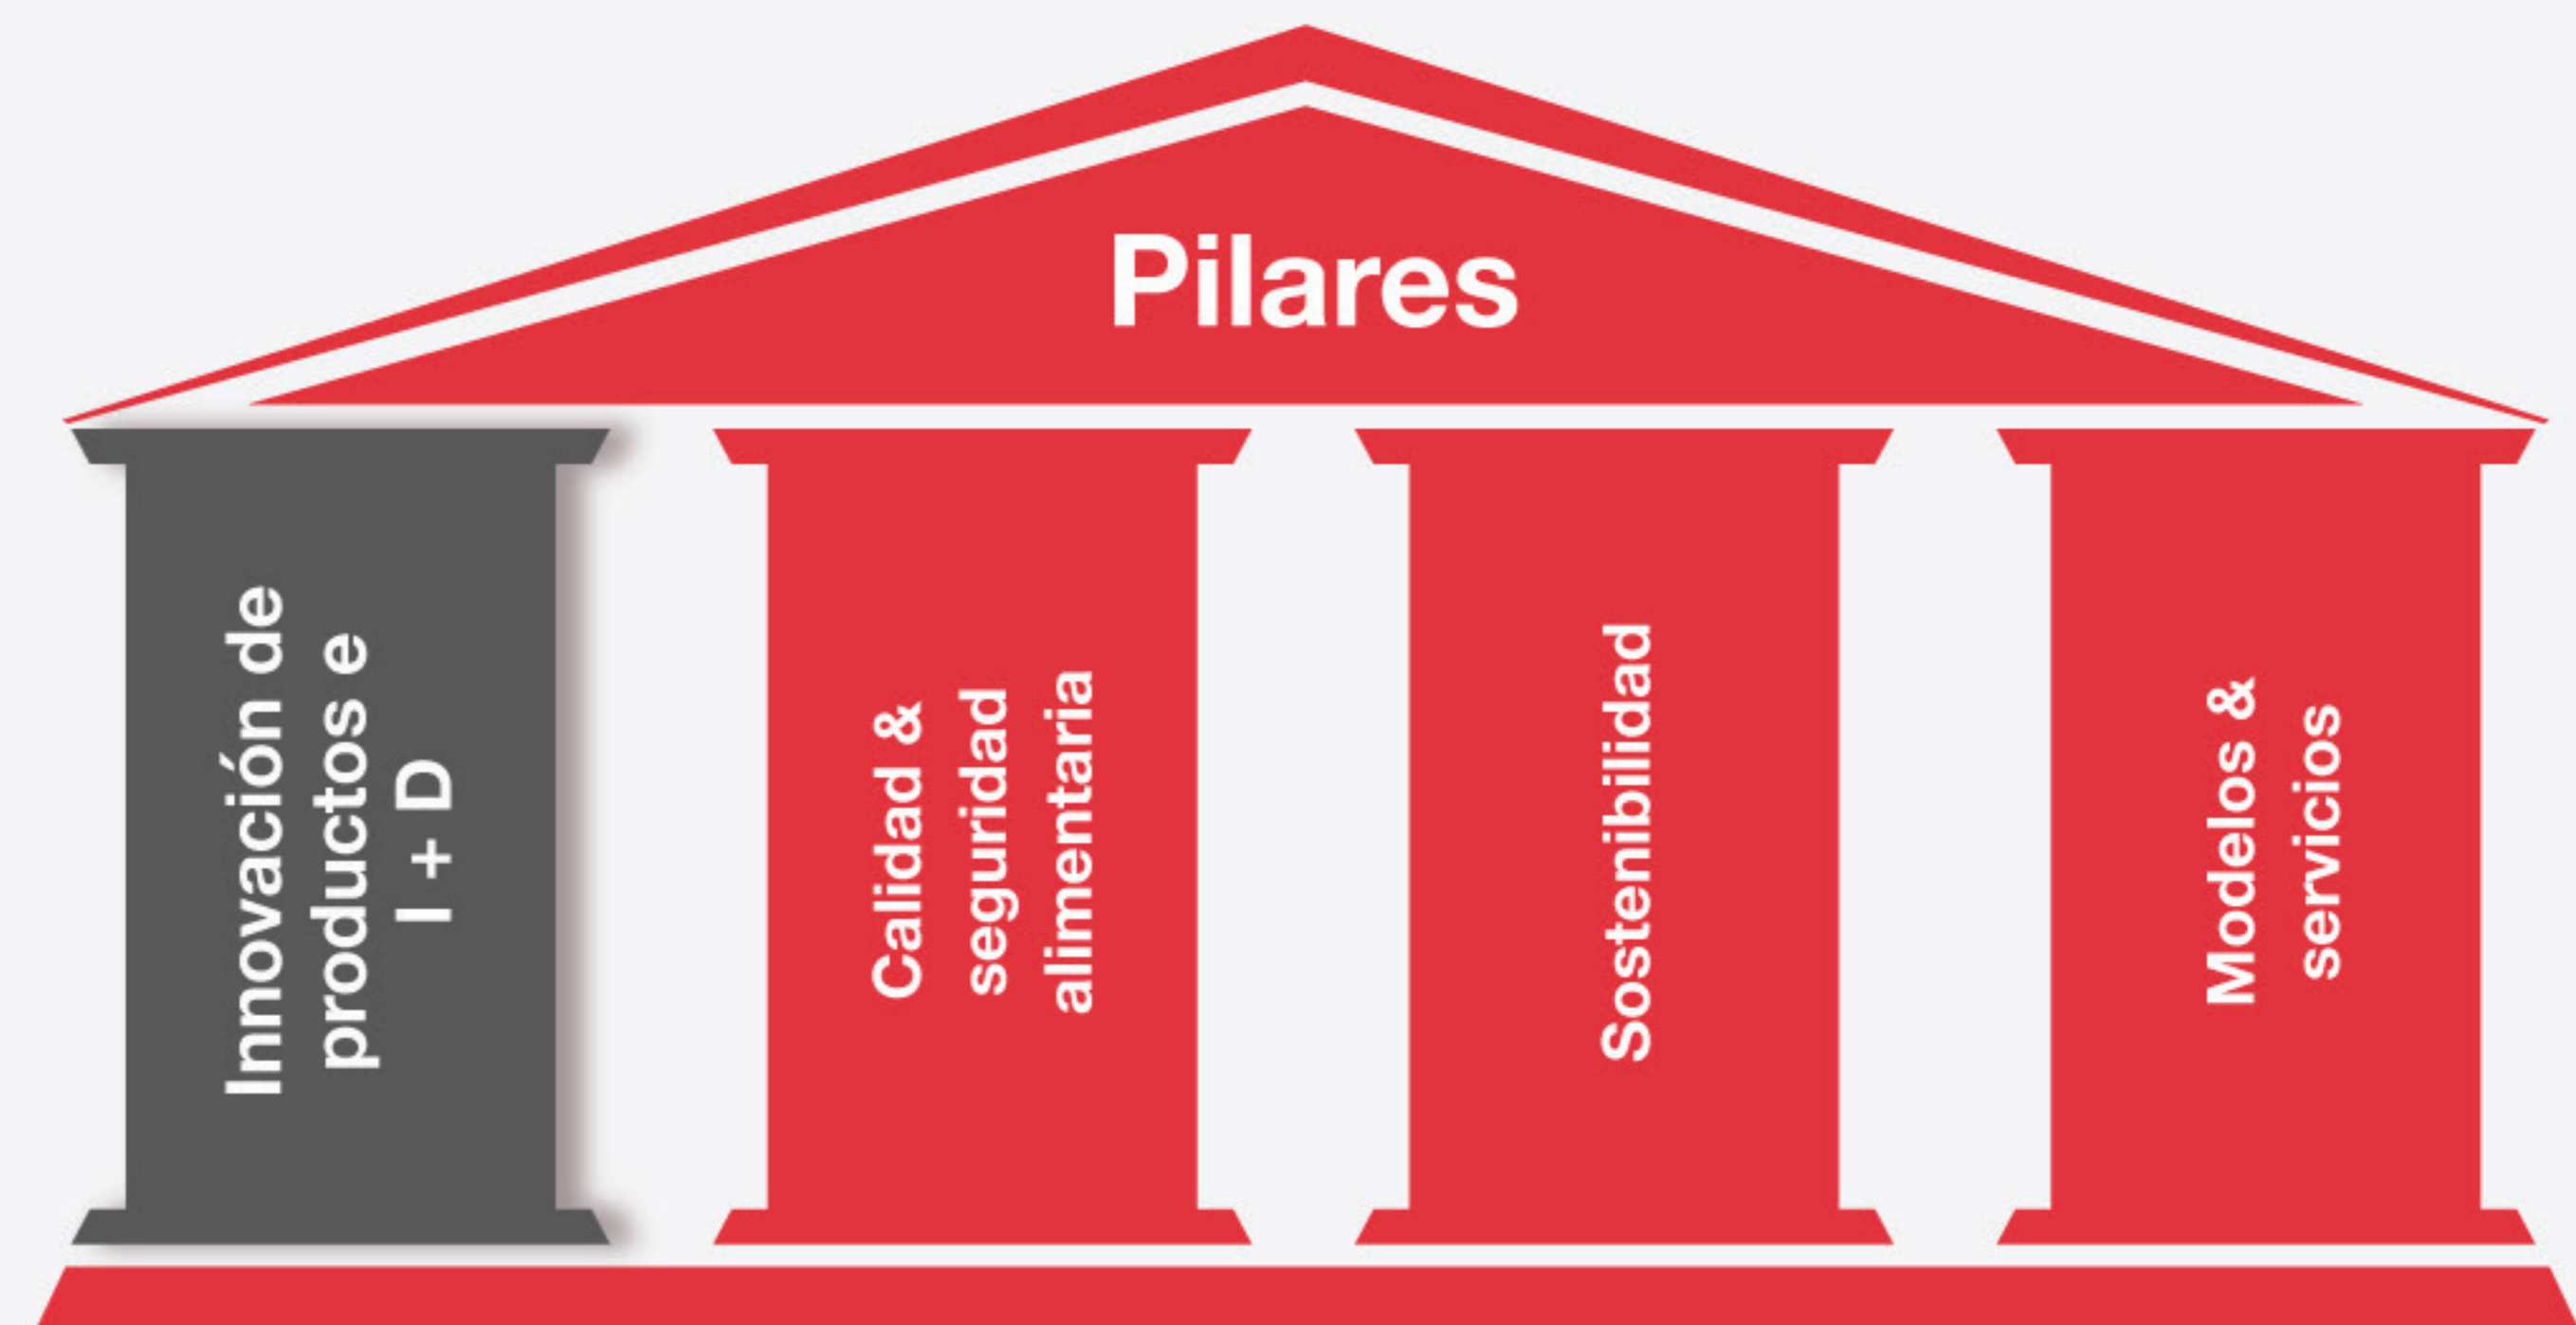 Pilares
Innovación de
productos e
I + D
Calidad &
seguridad
alimentaria
Sostenibilidad
Modelos &
servicios